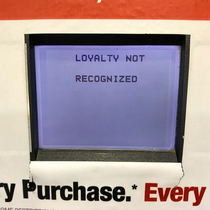 LOYALTY NOT
RECOGNIZED
ry Purchase.* Every